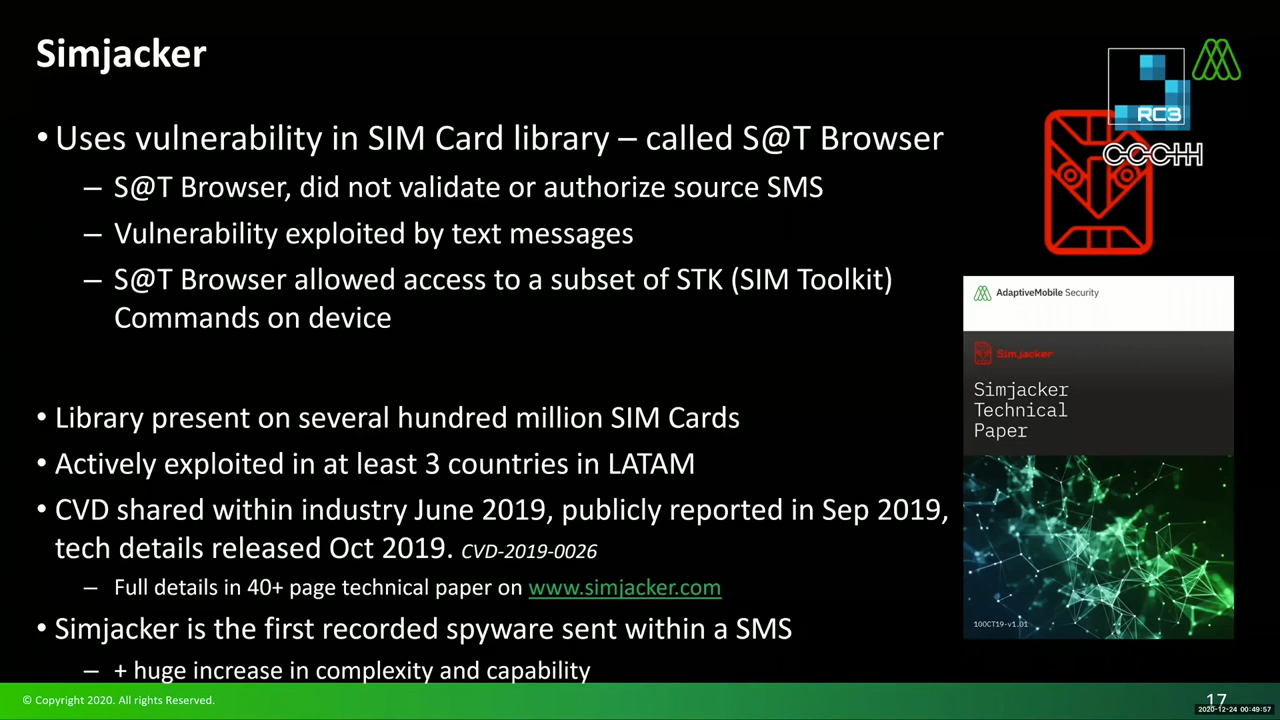 Simjacker
• Uses vulnerability in SIM Card library – called S@T Browser
– S@T Browser, did not validate or authorize source SMS
– Vulnerability exploited by text messages
– S@T Browser allowed access to a subset of STK (SIM Toolkit)
Commands on device
• Library present on several hundred million SIM Cards
• Actively exploited in at least 3 countries in LATAM
• CVD shared within industry June 2019, publicly reported in Sep 2019,
tech details released Oct 2019. CVD-2019-0026
– Full details in 40+ page technical paper on www.simjacker.com
• Simjacker is the first recorded spyware sent within a SMS
– + huge increase in complexity and capability
RC3
CCCHH
AdaptiveMobile Security
Simjacker
Simjacker
Technical
Paper
10OCT19-v1.01
© Copyright 2020. All rights Reserved.
17
2020-12-24 00:49:57